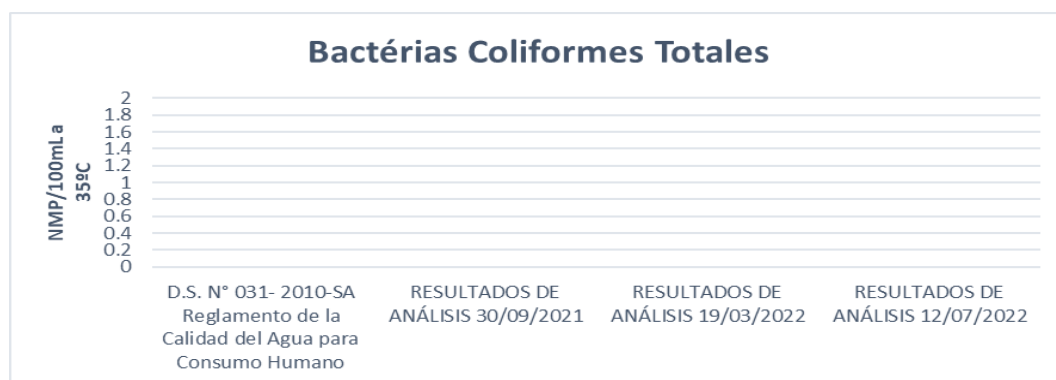 Bactérias Coliformes Totales
NMP/100mL a
35ºC
2
1.8
1.6
1.4
1.2
1
0.8
0.6
0.4
0.2
0
D.S. N° 031- 2010-SA
Reglamento de la
Calidad del Agua para
Consumo Humano
RESULTADOS DE
ANÁLISIS 30/09/2021
RESULTADOS DE
ANÁLISIS 19/03/2022
RESULTADOS DE
ANÁLISIS 12/07/2022